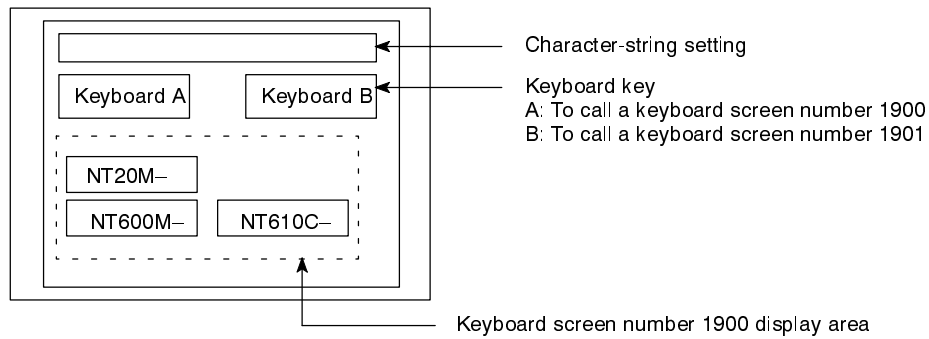 Character-string setting
Keyboard A
Keyboard B
Keyboard key
A: To call a keyboard screen number 1900
B: To call a keyboard screen number 1901
NT20M–
NT600M–
NT610C–
Keyboard screen number 1900 display area